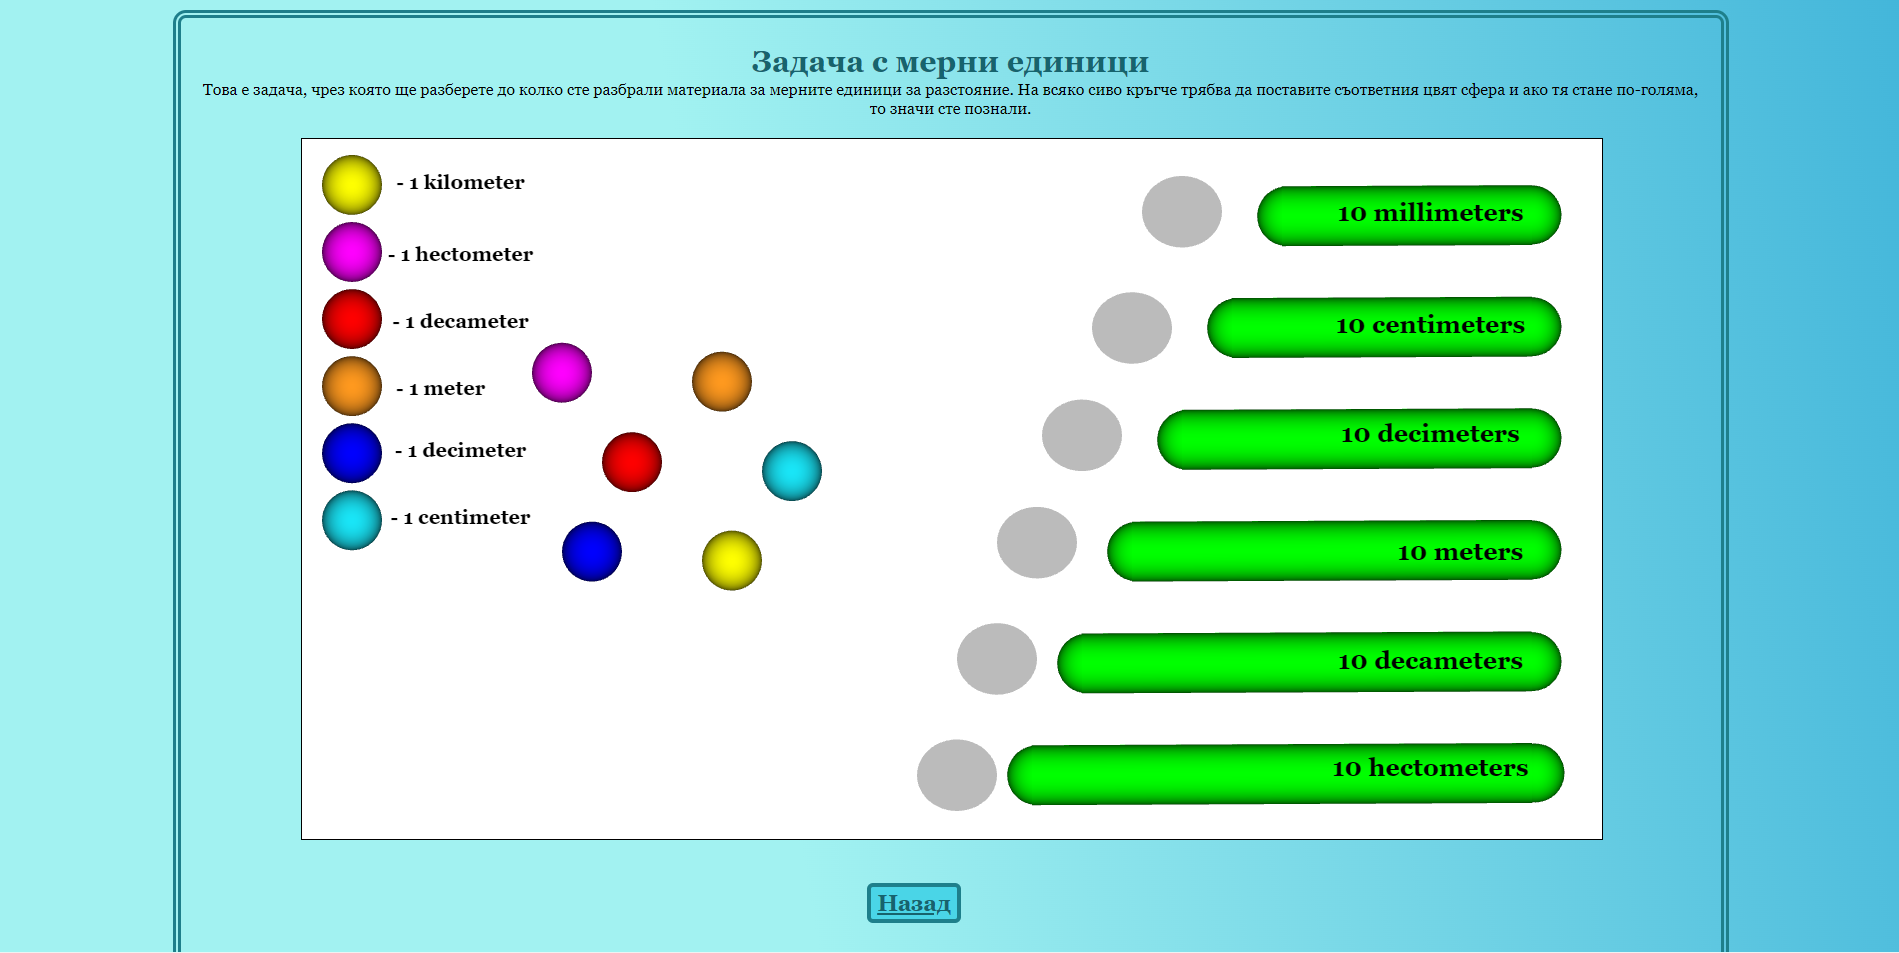 Задача с мерни единици
Това е задача, чрез която ще разберете до колко сте разбрали материала за мерните единици за разстояние. На всяко сиво кръгче трябва да поставите съответния цвят сфера и ако тя стане по-голяма,
то значи сте познали.
- 1 kilometer
- 1 hectometer
- 1 decameter
- 1 meter
- 1 decimeter
- 1 centimeter
10 millimeters
10 centimeters
10 decimeters
10 meters
10 decameters
10 hectometers
Назад